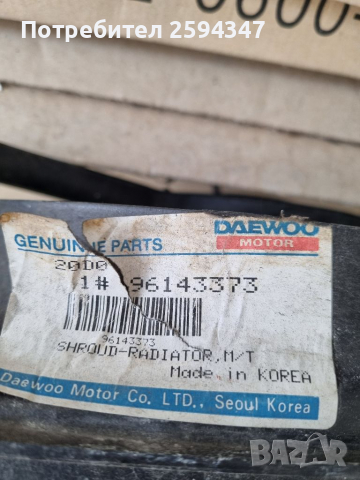 Потребител 2594347
DAEWOO
MOTOR
GENUINE PARTS
20D0
1# 96143373
96143373
SHROUD-RADIATOR,M/T
Made in KOREA
Daewoo Motor Co. LTD., Seoul Korea
BAZAR